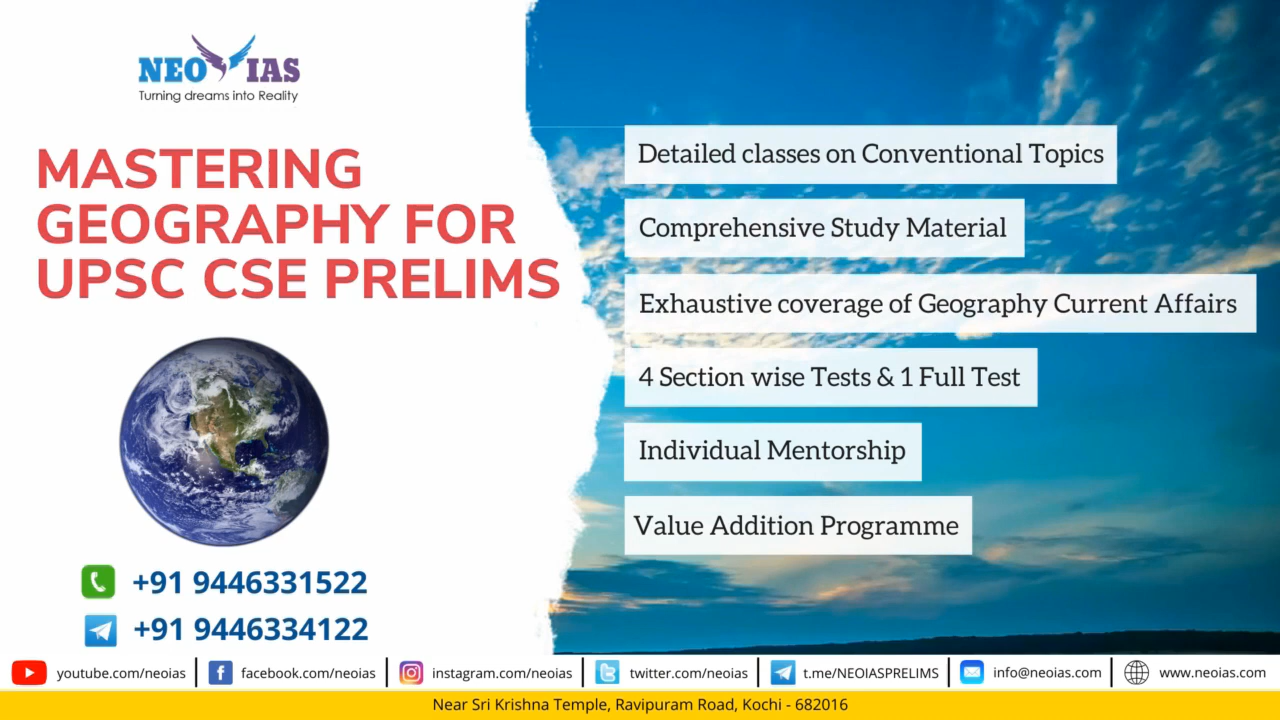 NEO IAS
Turning dreams into Reality
MASTERING
GEOGRAPHY FOR
UPSC CSE PRELIMS
+91 9446331522
+91 9446334122
Detailed classes on Conventional Topics
Comprehensive Study Material
Exhaustive coverage of Geography Current Affairs
4 Section wise Tests & 1 Full Test
Individual Mentorship
Value Addition Programme
youtube.com/neoias facebook.com/neoias instagram.com/neoias twitter.com/neoias t.me/NEOIASPRELIMS info@neoias.com www.neoias.com
Near Sri Krishna Temple, Ravipuram Road, Kochi - 682016